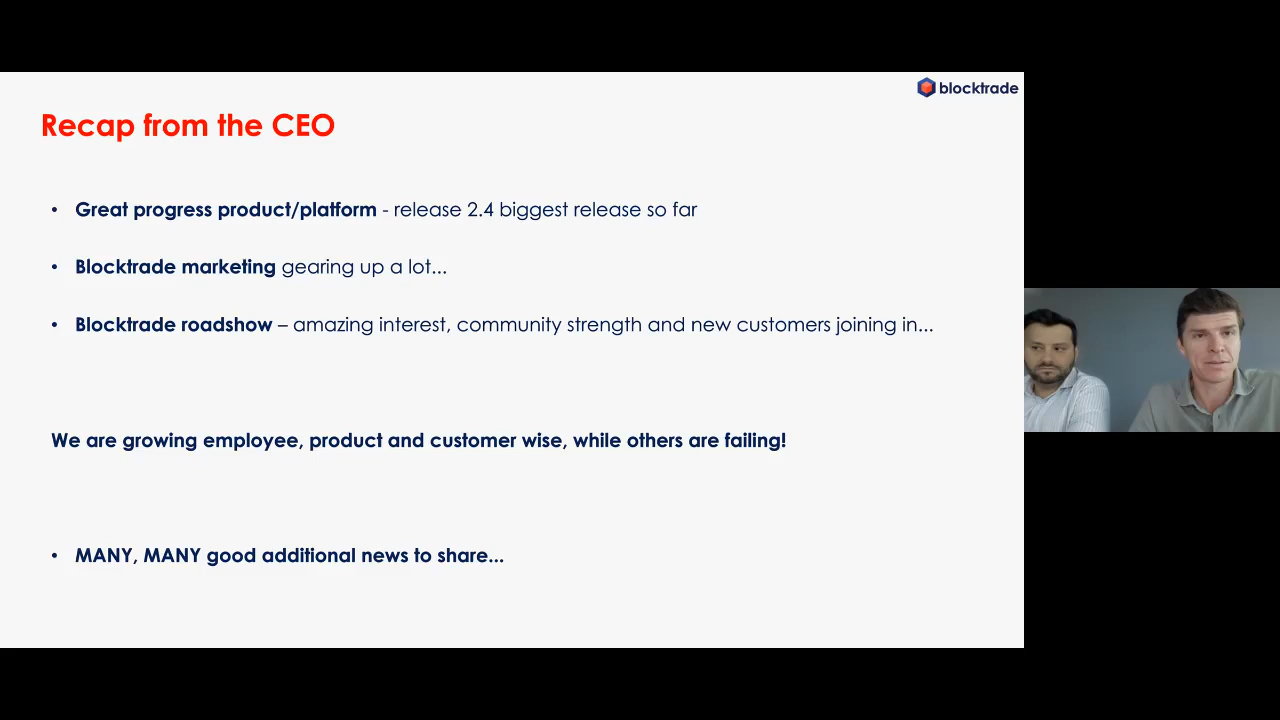 blocktrade
Recap from the CEO
• Great progress product/platform - release 2.4 biggest release so far
• Blocktrade marketing gearing up a lot...
• Blocktrade roadshow – amazing interest, community strength and new customers joining in...
We are growing employee, product and customer wise, while others are failing!
• MANY, MANY good additional news to share...